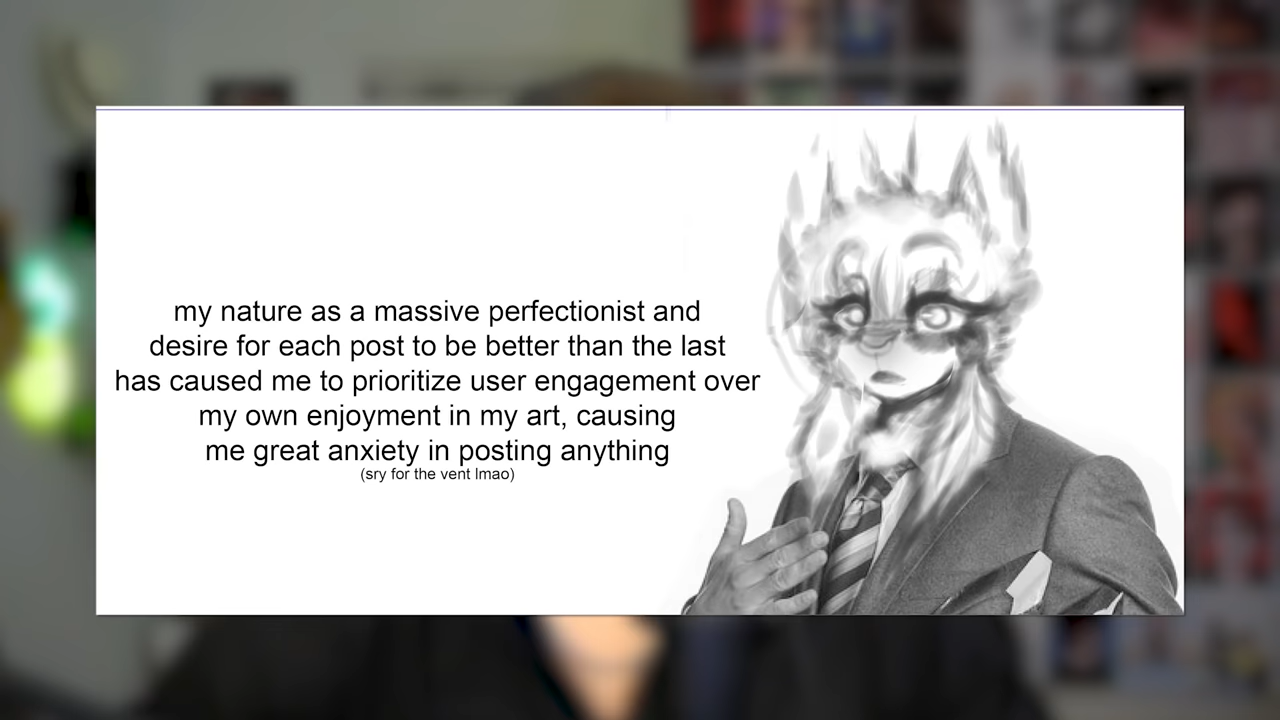 my nature as a massive perfectionist and
desire for each post to be better than the last
has caused me to prioritize user engagement over
my own enjoyment in my art, causing
me great anxiety in posting anything
(sry for the vent lmao)